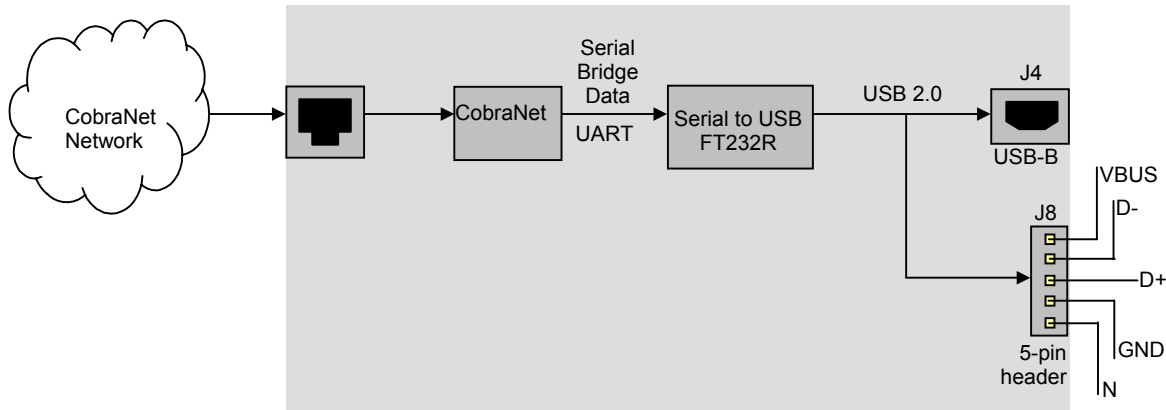 CobraNet
Network
CobraNet
Serial
Bridge
Data
UART
Serial to USB
FT232R
USB 2.0
J4
USB-B
VBUS
J8
D-
D+
GND
N
5-pin
header